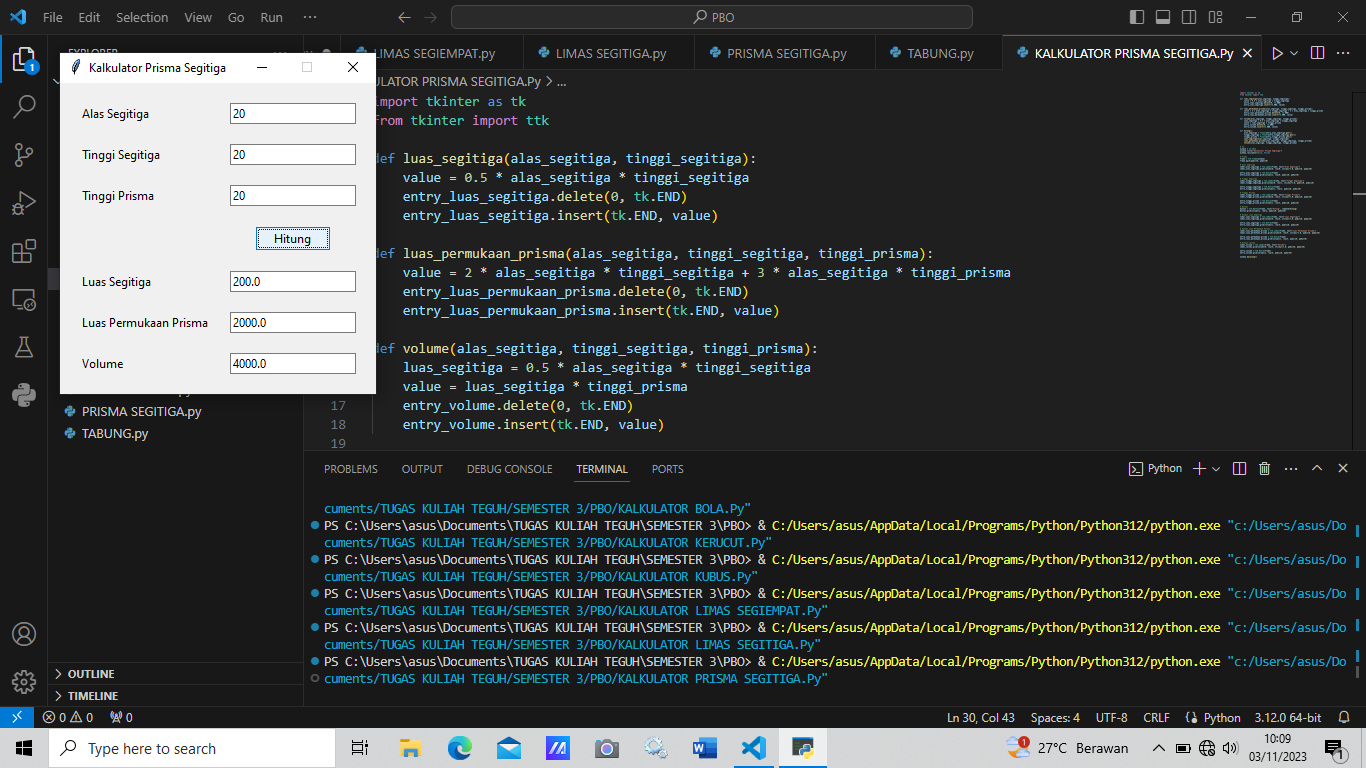 File Edit Selection View Go Run ··· PBO
EXPLORER
LIMAS SEGIEMPAT.py LIMAS SEGITIGA.py PRISMA SEGITIGA.py TABUNG.py KALKULATOR PRISMA SEGITIGA.Py
ULATOR PRISMA SEGITIGA.Py > ...
Kalkulator Prisma Segitiga
Alas Segitiga 20
Tinggi Segitiga 20
Tinggi Prisma 20
Hitung
Luas Segitiga 200.0
Luas Permukaan Prisma 2000.0
Volume 4000.0
PRISMA SEGITIGA.py
TABUNG.py
OUTLINE
TIMELINE
import tkinter as tk
from tkinter import ttk
def luas_segitiga(alas_segitiga, tinggi_segitiga):
value = 0.5 * alas_segitiga * tinggi_segitiga
entry_luas_segitiga.delete(0, tk.END)
entry_luas_segitiga.insert(tk.END, value)
def luas_permukaan_prisma(alas_segitiga, tinggi_segitiga, tinggi_prisma):
value = 2 * alas_segitiga * tinggi_segitiga + 3 * alas_segitiga * tinggi_prisma
entry_luas_permukaan_prisma.delete(0, tk.END)
entry_luas_permukaan_prisma.insert(tk.END, value)
def volume(alas_segitiga, tinggi_segitiga, tinggi_prisma):
luas_segitiga = 0.5 * alas_segitiga * tinggi_segitiga
value = luas_segitiga * tinggi_prisma
17 entry_volume.delete(0, tk.END)
18 entry_volume.insert(tk.END, value)
19
PROBLEMS OUTPUT DEBUG CONSOLE TERMINAL PORTS Python
cuments/TUGAS KULIAH TEGUH/SEMESTER 3/PBO/KALKULATOR BOLA.Py"
PS C:\Users\asus\Documents\TUGAS KULIAH TEGUH\SEMESTER 3\PBO> & C:/Users/asus/AppData/Local/Programs/Python/Python312/python.exe "c:/Users/asus/Do
cuments/TUGAS KULIAH TEGUH/SEMESTER 3/PBO/KALKULATOR KERUCUT.Py"
PS C:\Users\asus\Documents\TUGAS KULIAH TEGUH\SEMESTER 3\PBO> & C:/Users/asus/AppData/Local/Programs/Python/Python312/python.exe "c:/Users/asus/Do
cuments/TUGAS KULIAH TEGUH/SEMESTER 3/PBO/KALKULATOR KUBUS.Py"
PS C:\Users\asus\Documents\TUGAS KULIAH TEGUH\SEMESTER 3\PBO> & C:/Users/asus/AppData/Local/Programs/Python/Python312/python.exe "c:/Users/asus/Do
cuments/TUGAS KULIAH TEGUH/SEMESTER 3/PBO/KALKULATOR LIMAS SEGIEMPAT.Py"
PS C:\Users\asus\Documents\TUGAS KULIAH TEGUH\SEMESTER 3\PBO> & C:/Users/asus/AppData/Local/Programs/Python/Python312/python.exe "c:/Users/asus/Do
cuments/TUGAS KULIAH TEGUH/SEMESTER 3/PBO/KALKULATOR LIMAS SEGITIGA.Py"
PS C:\Users\asus\Documents\TUGAS KULIAH TEGUH\SEMESTER 3\PBO> & C:/Users/asus/AppData/Local/Programs/Python/Python312/python.exe "c:/Users/asus/Do
cuments/TUGAS KULIAH TEGUH/SEMESTER 3/PBO/KALKULATOR PRISMA SEGITIGA.Py"
0 0 0 Ln 30, Col 43 Spaces: 4 UTF-8 CRLF Python 3.12.0 64-bit
Type here to search 27°C Berawan 10:09
03/11/2023